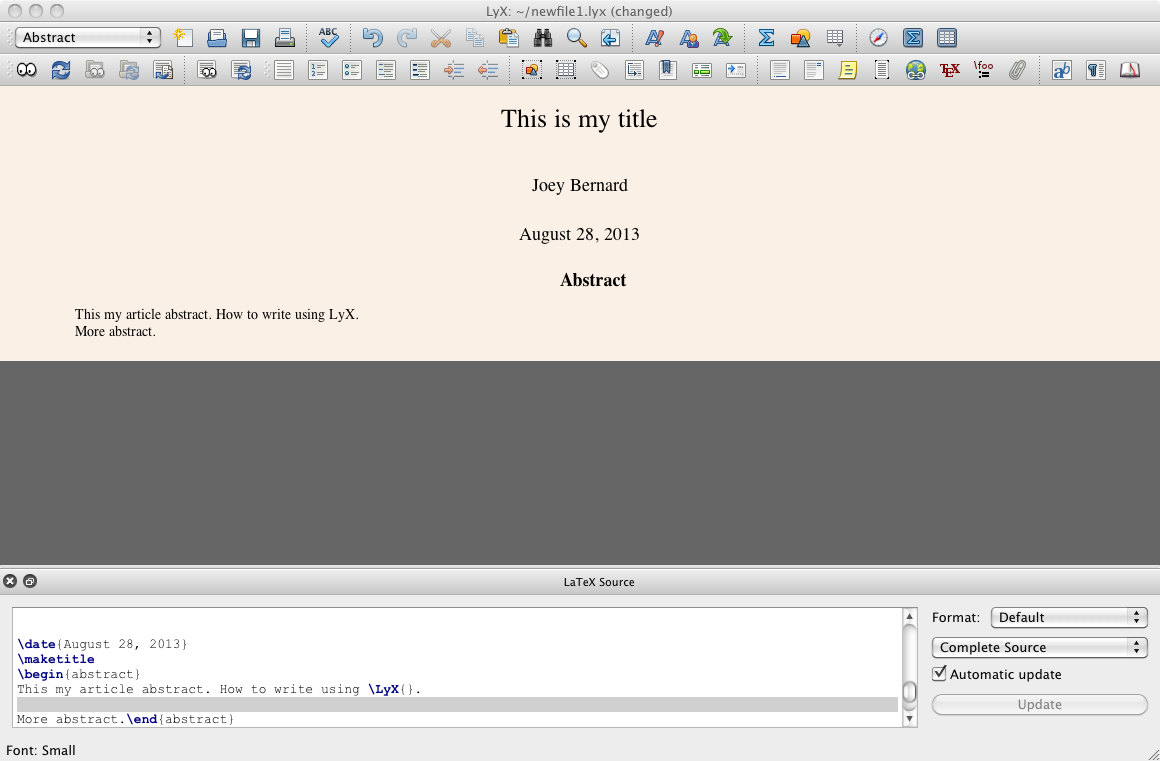 LyX: ~/newfile1.lyx (changed)
Abstract
ABC
TEX
\foo
ab
This is my title
Joey Bernard
August 28, 2013
Abstract
This my article abstract. How to write using LyX.
More abstract.
LaTeX Source
\date{August 28, 2013}
\maketitle
\begin{abstract}
This my article abstract. How to write using \LyX{}.
More abstract.\end{abstract}
Format: Default
Complete Source
Automatic update
Update
Font: Small